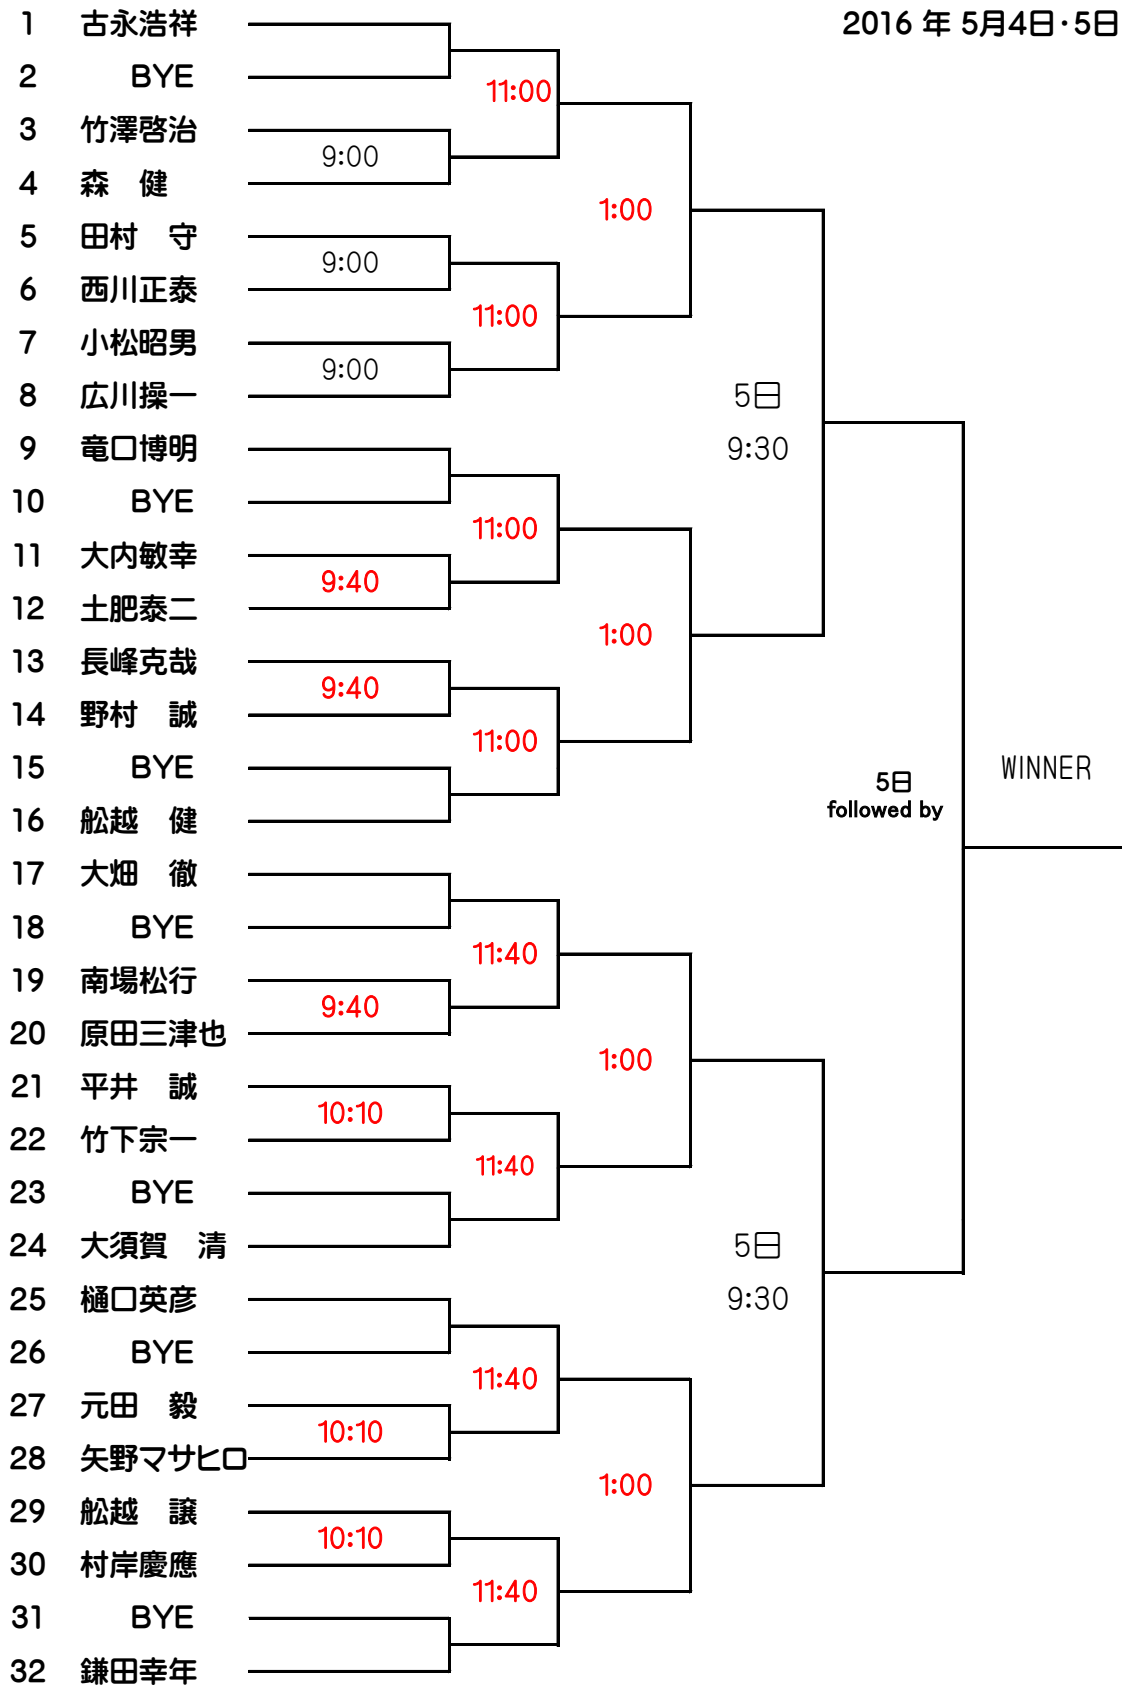 1 古永浩祥 2016 年 5月4日・5日
2 BYE
11:00
3 竹澤啓治
9:00
4 森　健
1:00
5 田村　守
9:00
6 西川正泰
11:00
7 小松昭男
9:00
8 広川操一
5日
9 竜口博明
9:30
10 BYE
11:00
11 大内敏幸
9:40
12 土肥泰二
1:00
13 長峰克哉
9:40
14 野村　誠
11:00
15 BYE
WINNER
5日
followed by
16 舩越　健
17 大畑　徹
18 BYE
11:40
19 南場松行
9:40
20 原田三津也
1:00
21 平井　誠
10:10
22 竹下宗一
11:40
23 BYE
24 大須賀　清
5日
25 樋口英彦
9:30
26 BYE
11:40
27 元田　毅
10:10
28 矢野マサヒロ
1:00
29 舩越　譲
10:10
30 村岸慶應
11:40
31 BYE
32 鎌田幸年